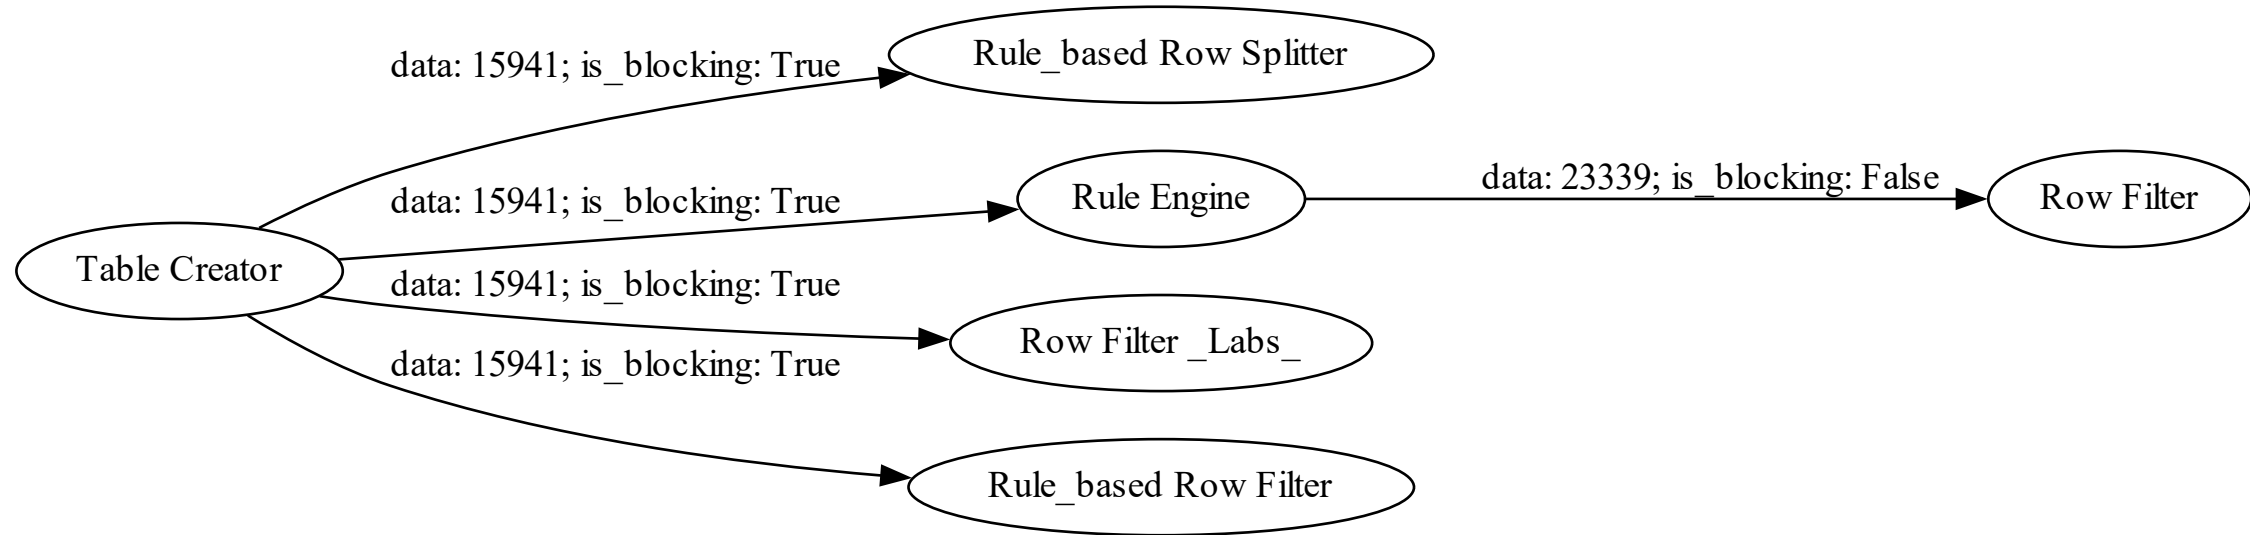 data: 15941; is_blocking: True
Rule_based Row Splitter
data: 15941; is_blocking: True
Rule Engine
data: 23339; is_blocking: False
Row Filter
Table Creator
data: 15941; is_blocking: True
Row Filter _Labs_
data: 15941; is_blocking: True
Rule_based Row Filter